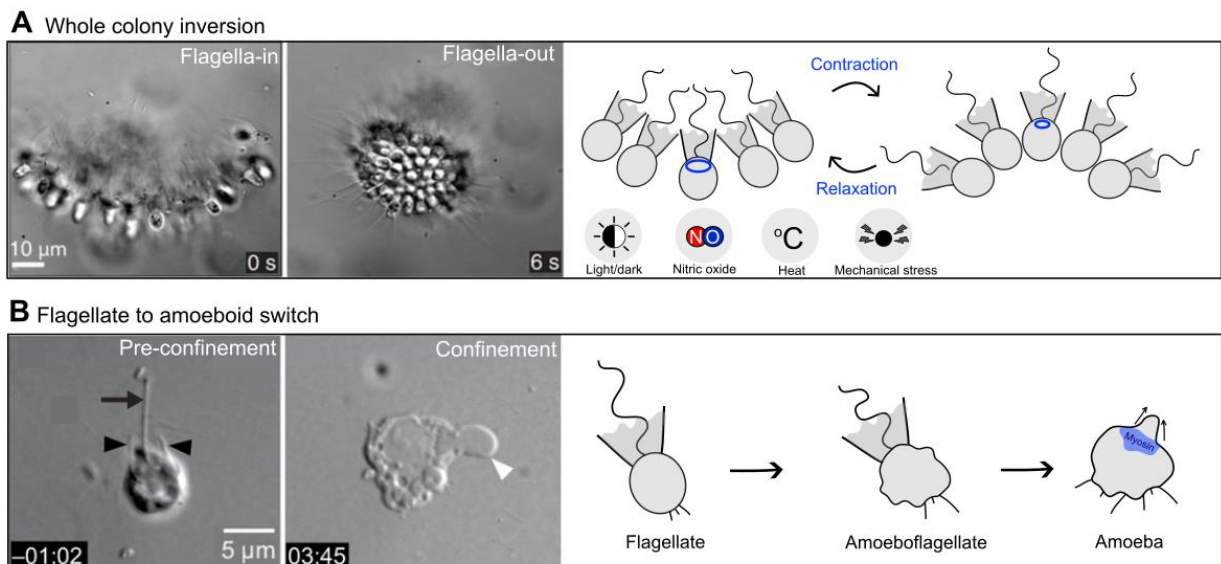 A Whole colony inversion
Flagella-in
Flagella-out
10 µm
0 s
6 s
Contraction
Relaxation
N O
°C
Light/dark
Nitric oxide
Heat
Mechanical stress
B Flagellate to amoeboid switch
Pre-confinement
Confinement
–01:02
5 µm
03:45
Myosin
Flagellate
Amoeboflagellate
Amoeba